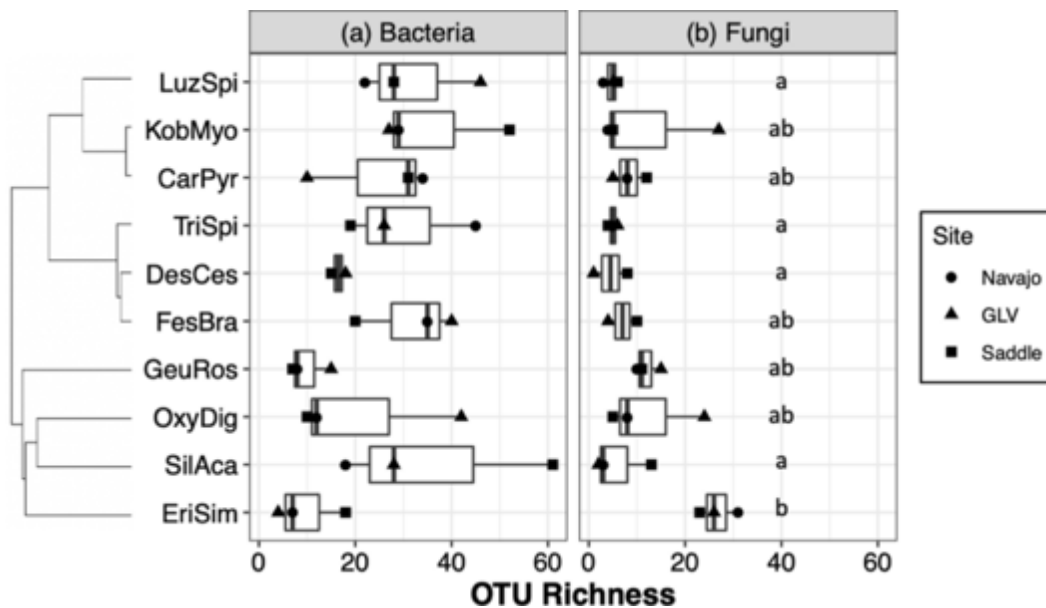 (a) Bacteria (b) Fungi
LuzSpi a
KobMyo ab
CarPyr ab
TriSpi a
DesCes a
FesBra ab
GeuRos ab
OxyDig ab
SilAca a
EriSim b
Site
Navajo
GLV
Saddle
0 20 40 60 0 20 40 60
OTU Richness